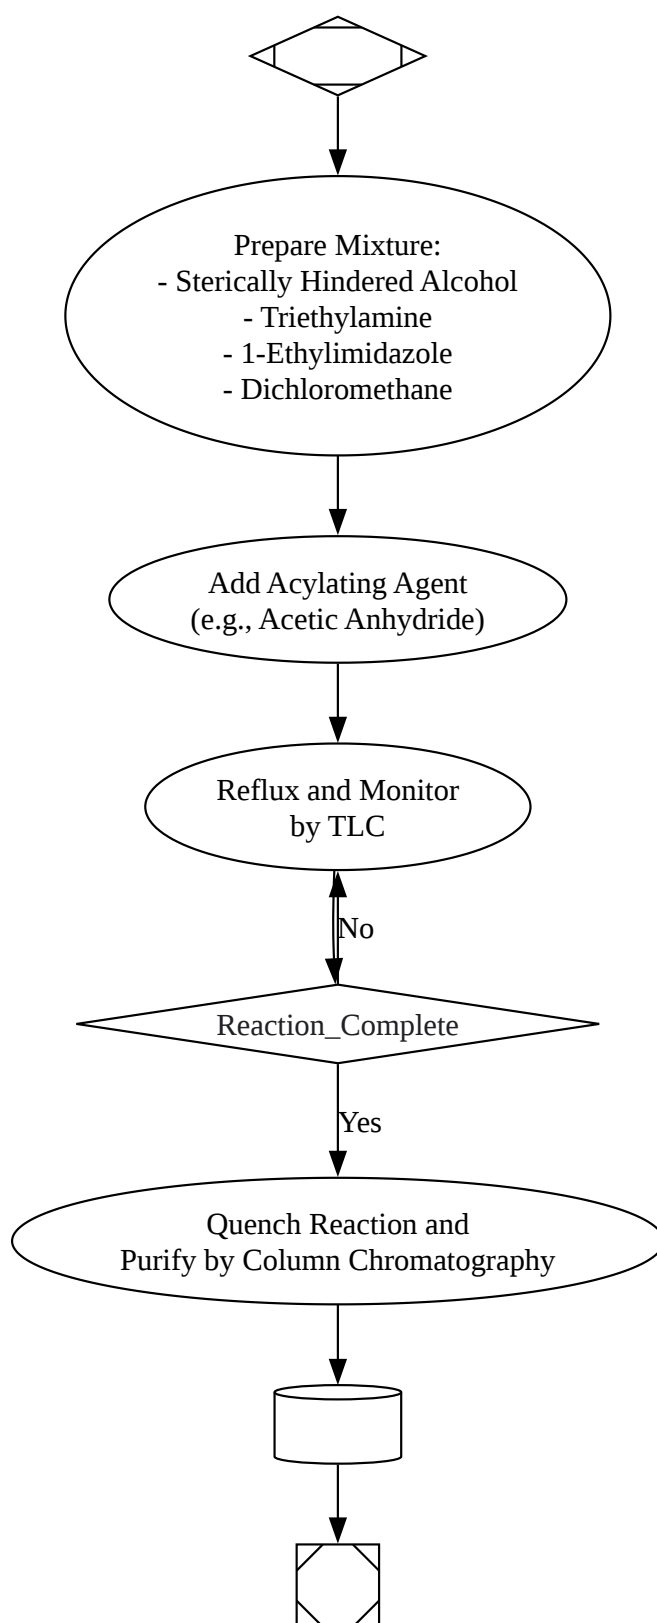 Prepare Mixture:
- Sterically Hindered Alcohol
- Triethylamine
- 1-Ethylimidazole
- Dichloromethane
Add Acylating Agent
(e.g., Acetic Anhydride)
Reflux and Monitor
by TLC
No
Reaction_Complete
Yes
Quench Reaction and
Purify by Column Chromatography